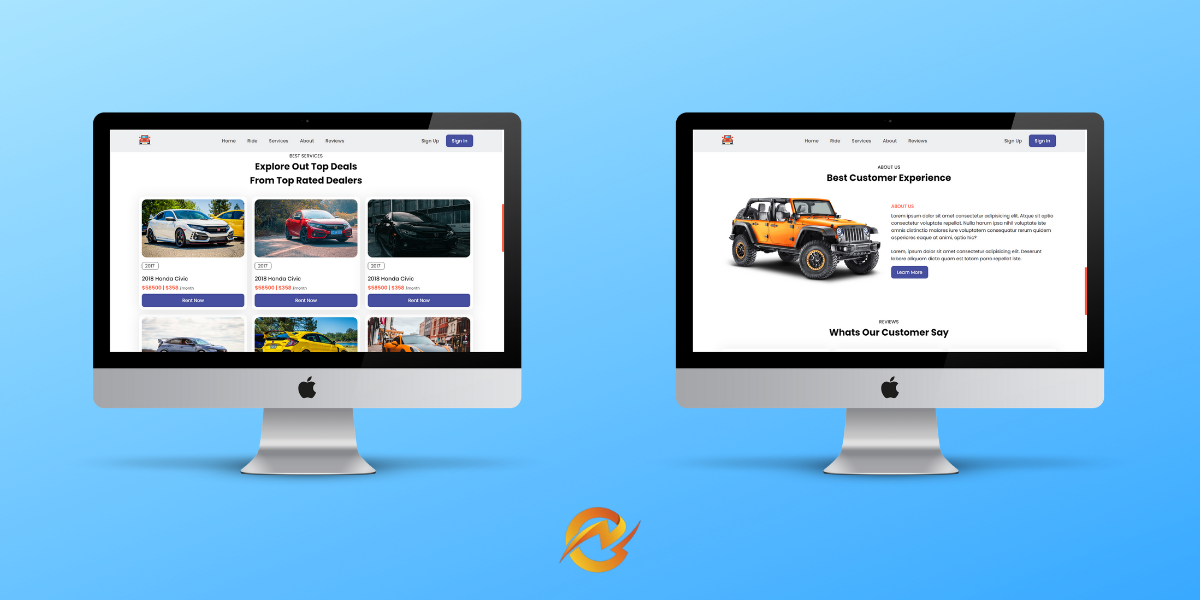 Home Ride Services About Reviews Sign Up Sign In
BEST SERVICES
Explore Out Top Deals
From Top Rated Dealers
2017 2017 2017
2018 Honda Civic 2018 Honda Civic 2018 Honda Civic
$58500 | $358 /month $58500 | $358 /month $58500 | $358 /month
Rent Now Rent Now Rent Now
Home Ride Services About Reviews Sign Up Sign In
ABOUT US
Best Customer Experience
ABOUT US
Lorem ipsum dolor sit amet consectetur adipisicing elit. Atque sit optio
consectetur voluptate repellat. Nulla harum ipsa nihil voluptate iste
omnis distinctio maiores iure voluptatem consequatur rerum quidem
asperiores eaque at animi, optio hic?
Lorem, ipsum dolor sit amet consectetur adipisicing elit. Deserunt
labore aliquam dicta quam est totam porro repellat iste.
Learn More
REVIEWS
Whats Our Customer Say